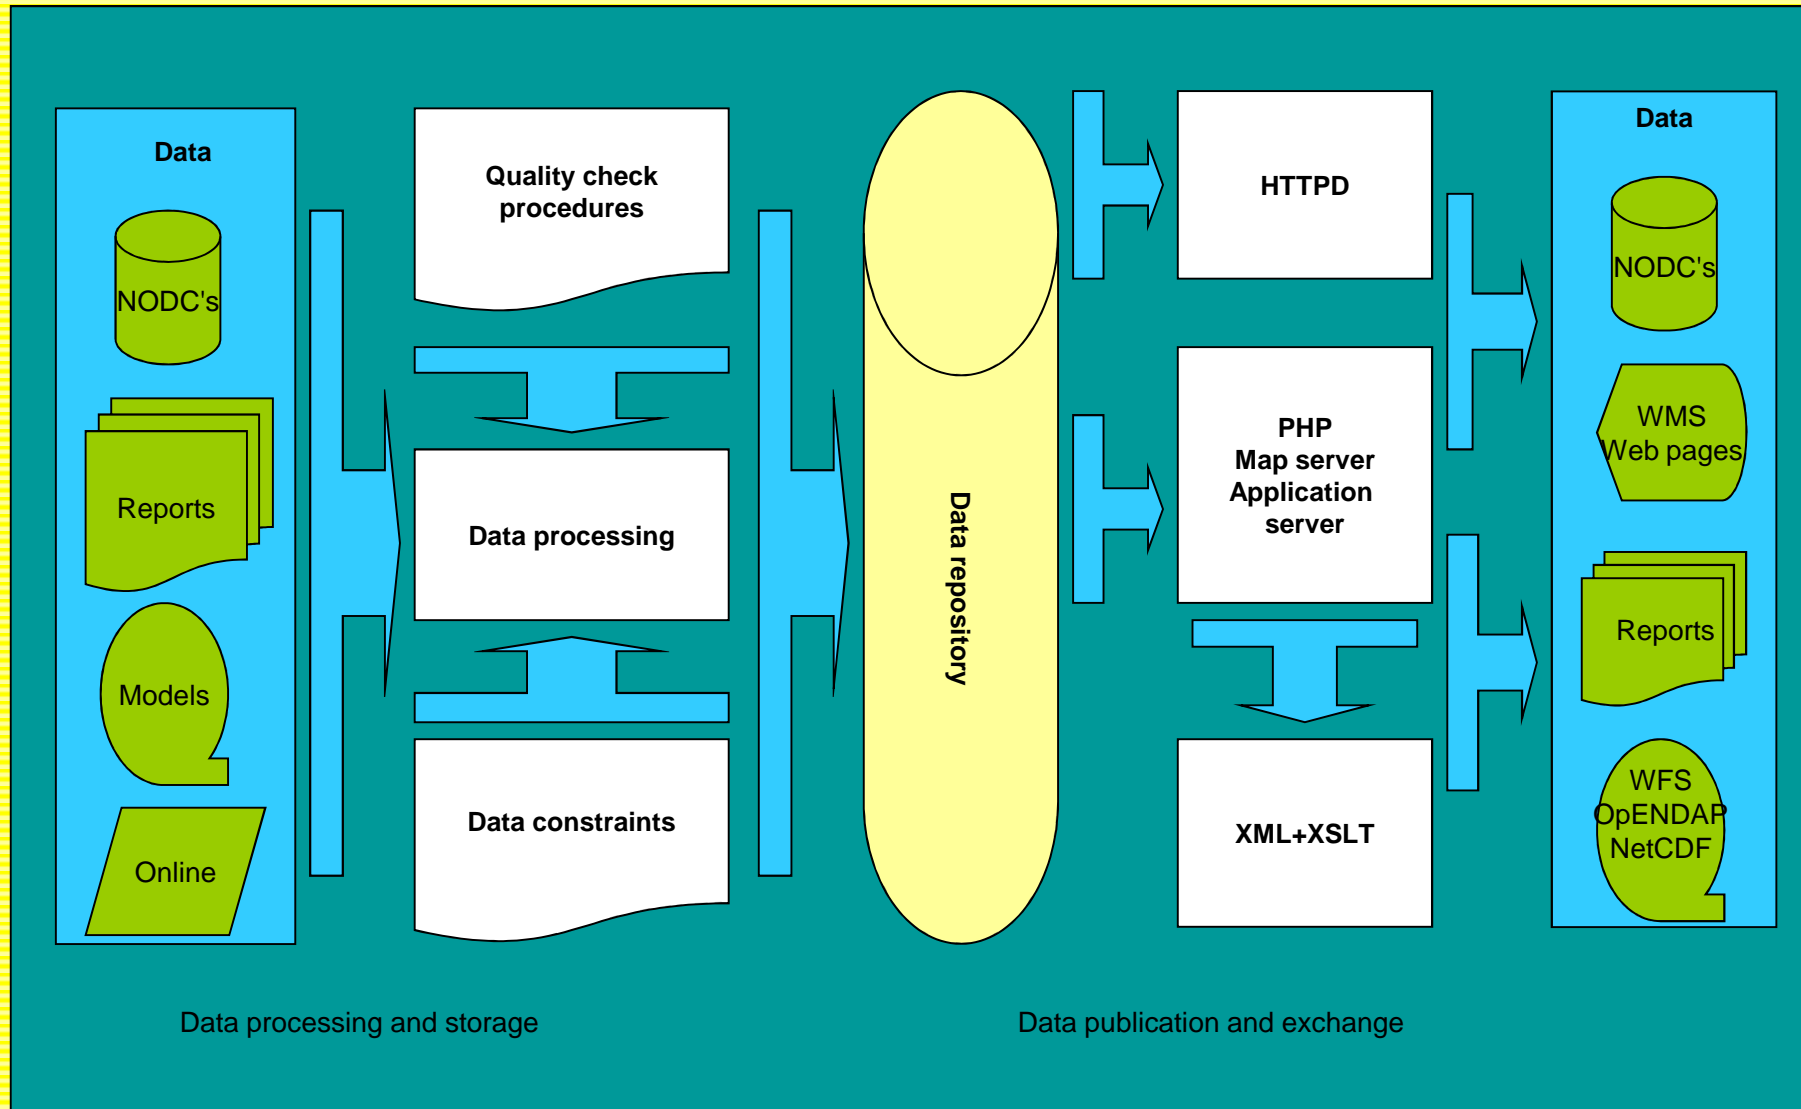 Data
NODC's
Reports
Models
Online
Quality check
procedures
Data processing
Data constraints
Data repository
HTTPD
PHP
Map server
Application
server
XML+XSLT
Data
NODC's
WMS
Web pages
Reports
WFS
OpENDAP
NetCDF
Data processing and storage
Data publication and exchange